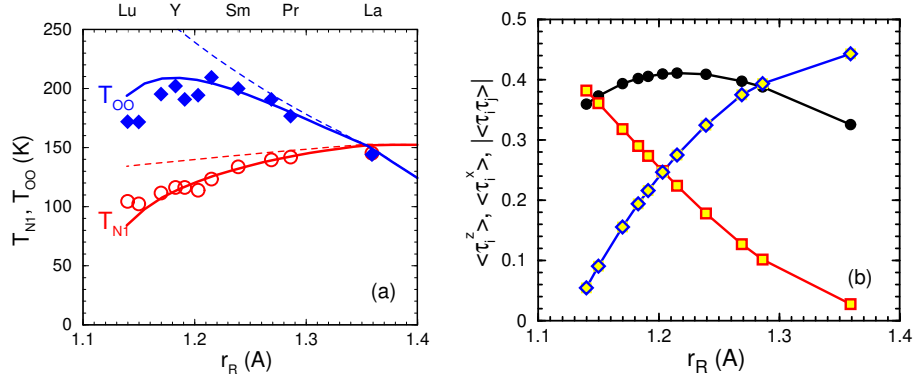 Lu Y Sm Pr La
250
200
150
100
50
0
T_N1, T_OO (K)
T_OO
T_N1
(a)
1.1 1.2 1.3 1.4
r_R (A)
0.5
0.4
0.3
0.2
0.1
0
<τ_i^z>, <τ_i^x>, |<τ_iτ_j>|
(b)
1.1 1.2 1.3 1.4
r_R (A)